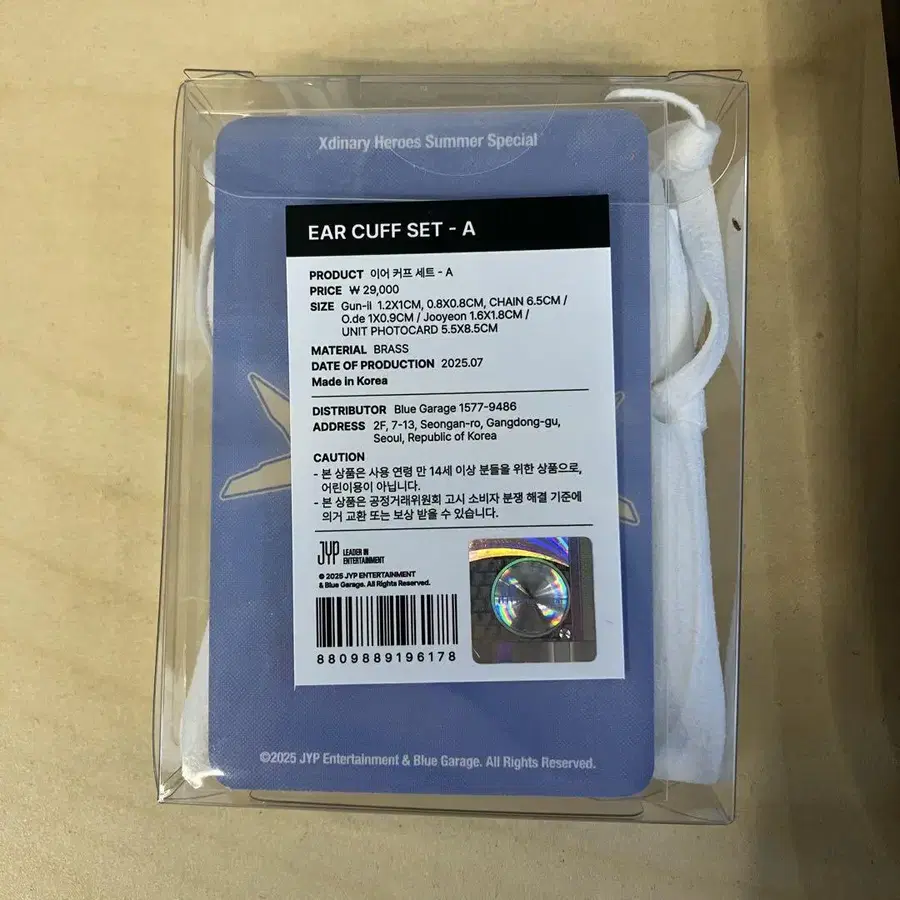 Xdinary Heroes Summer Special
EAR CUFF SET - A
PRODUCT 이어 커프 세트 - A
PRICE ₩ 29,000
SIZE Gun-il 1.2X1CM, 0.8X0.8CM, CHAIN 6.5CM /
O.de 1X0.9CM / Jooyeon 1.6X1.8CM /
UNIT PHOTOCARD 5.5X8.5CM
MATERIAL BRASS
DATE OF PRODUCTION 2025.07
Made in Korea
DISTRIBUTOR Blue Garage 1577-9486
ADDRESS 2F, 7-13, Seongan-ro, Gangdong-gu,
Seoul, Republic of Korea
CAUTION
- 본 상품은 사용 연령 만 14세 이상 분들을 위한 상품으로,
어린이용이 아닙니다.
- 본 상품은 공정거래위원회 고시 소비자 분쟁 해결 기준에
의거 교환 또는 보상 받을 수 있습니다.
JYP LEADER IN
ENTERTAINMENT
© 2025 JYP ENTERTAINMENT
& Blue Garage. All Rights Reserved.
8809889196178
©2025 JYP Entertainment & Blue Garage. All Rights Reserved.